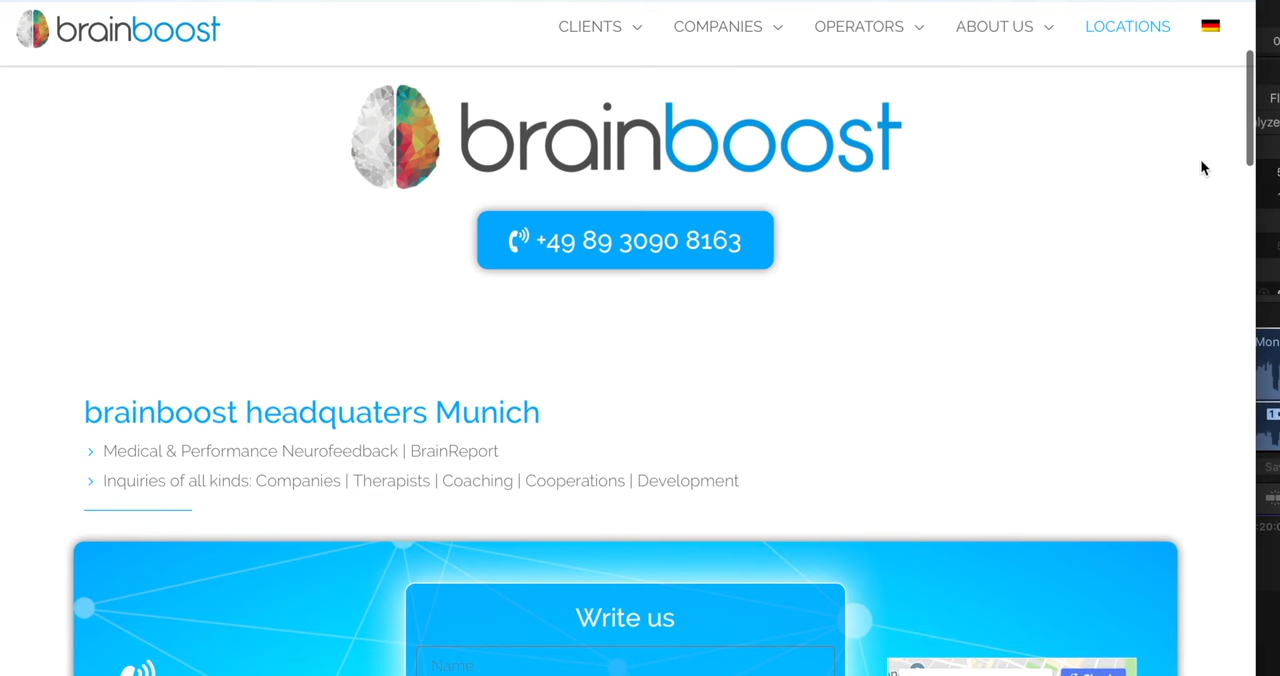 brainboost
CLIENTS COMPANIES OPERATORS ABOUT US LOCATIONS
brainboost
+49 89 3090 8163
brainboost headquaters Munich
Medical & Performance Neurofeedback | BrainReport
Inquiries of all kinds: Companies | Therapists | Coaching | Cooperations | Development
Write us
Name